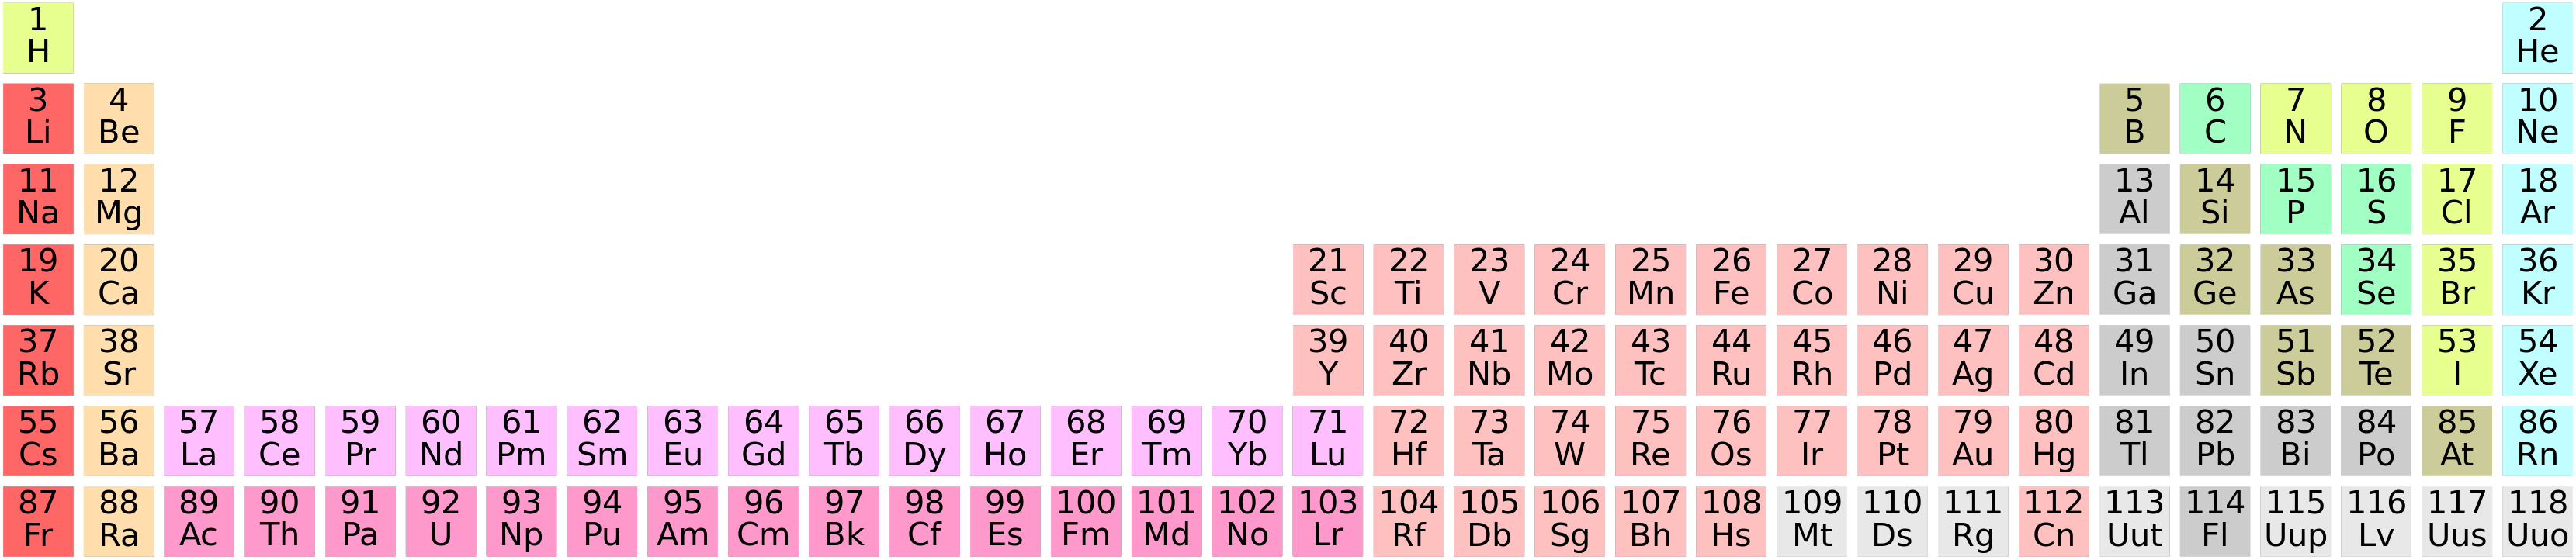 1 2
H He
3 4 5 6 7 8 9 10
Li Be B C N O F Ne
11 12 13 14 15 16 17 18
Na Mg Al Si P S Cl Ar
19 20 21 22 23 24 25 26 27 28 29 30 31 32 33 34 35 36
K Ca Sc Ti V Cr Mn Fe Co Ni Cu Zn Ga Ge As Se Br Kr
37 38 39 40 41 42 43 44 45 46 47 48 49 50 51 52 53 54
Rb Sr Y Zr Nb Mo Tc Ru Rh Pd Ag Cd In Sn Sb Te I Xe
55 56 57 58 59 60 61 62 63 64 65 66 67 68 69 70 71 72 73 74 75 76 77 78 79 80 81 82 83 84 85 86
Cs Ba La Ce Pr Nd Pm Sm Eu Gd Tb Dy Ho Er Tm Yb Lu Hf Ta W Re Os Ir Pt Au Hg Tl Pb Bi Po At Rn
87 88 89 90 91 92 93 94 95 96 97 98 99 100 101 102 103 104 105 106 107 108 109 110 111 112 113 114 115 116 117 118
Fr Ra Ac Th Pa U Np Pu Am Cm Bk Cf Es Fm Md No Lr Rf Db Sg Bh Hs Mt Ds Rg Cn Uut Fl Uup Lv Uus Uuo